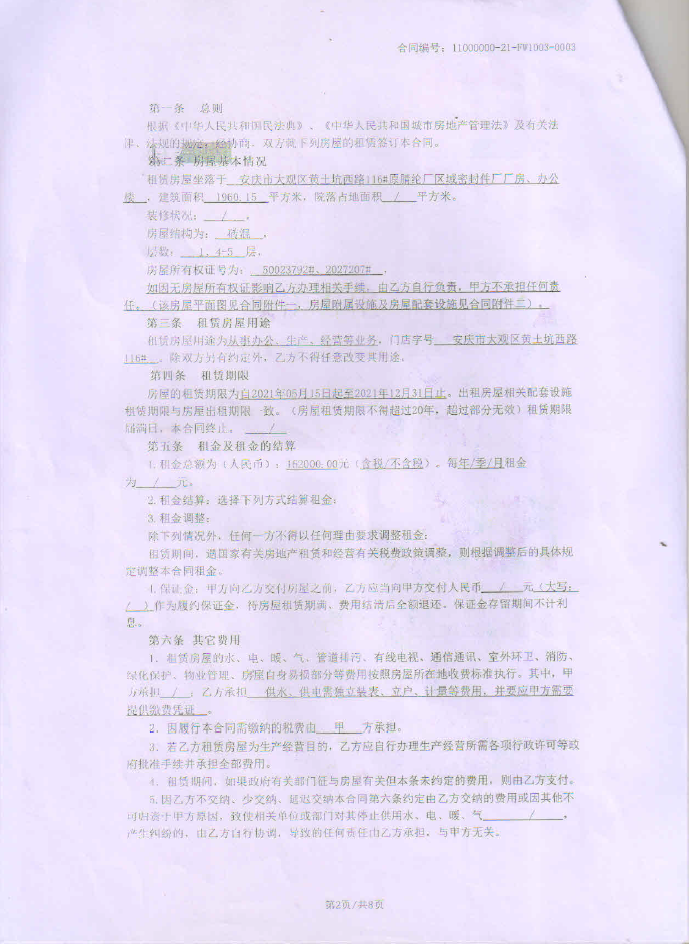 合同编号：11000000-21-FW1003-0003
第一条 总则
根据《中华人民共和国民法典》、《中华人民共和国城市房地产管理法》及有关法
律、法规的规定，经协商，双方就下列房屋的租赁签订本合同。
第二条 房屋基本情况
租赁房屋坐落于 安庆市大观区黄土坑西路116#原腈纶厂区绒密封件厂厂房、办公
楼 ，建筑面积 1960.15 平方米，院落占地面积 / 平方米。
装修状况： / 。
房屋结构为： 砖混 。
层数： 1、4-5 层。
房屋所有权证号为： 50023792#、2027207# 。
如因无房屋所有权证影响乙方办理相关手续，由乙方自行负责，甲方不承担任何责
任。（该房屋平面图见合同附件一，房屋附属设施及房屋配套设施见合同附件三）。
第三条 租赁房屋用途
租赁房屋用途为从事办公、生产、经营等业务，门店字号 安庆市大观区黄土坑西路
116# 。除双方另有约定外，乙方不得任意改变其用途。
第四条 租赁期限
房屋的租赁期限为自2021年05月15日起至2021年12月31日止。出租房屋相关配套设施
租赁期限与房屋出租期限一致。（房屋租赁期限不得超过20年，超过部分无效）租赁期限
届满日，本合同终止。 /
第五条 租金及租金的结算
1.租金总额为（人民币）：162000.00元（含税/不含税）。每年/季/月租金
为 / 元。
2.租金结算：选择下列方式结算租金：
3.租金调整：
除下列情况外，任何一方不得以任何理由要求调整租金：
租赁期间，遇国家有关房地产租赁和经营有关税费政策调整，则根据调整后的具体规
定调整本合同租金。
4.保证金：甲方向乙方交付房屋之前，乙方应当向甲方交付人民币 / 元（大写：
/ ）作为履约保证金，待房屋租赁期满、费用结清后全额退还。保证金存留期间不计利
息。
第六条 其它费用
1．租赁房屋的水、电、暖、气、管道排污、有线电视、通信通讯、室外环卫、消防、
绿化保护、物业管理、房屋自身易损部分等费用按照房屋所在地收费标准执行。其中，甲
方承担 / ；乙方承担 供水、供电需独立装表、立户、计量等费用，并要应甲方需要
提供缴费凭证 。
2．因履行本合同需缴纳的税费由 甲 方承担。
3．若乙方租赁房屋为生产经营目的，乙方应自行办理生产经营所需各项行政许可等政
府批准手续并承担全部费用。
4．租赁期间，如果政府有关部门征与房屋有关但本条未约定的费用，则由乙方支付。
5.因乙方不交纳、少交纳、延迟交纳本合同第六条约定由乙方交纳的费用或因其他不
可归责于甲方原因，致使相关单位或部门对其停止供用水、电、暖、气 / ，
产生纠纷的，由乙方自行协调，导致的任何责任由乙方承担，与甲方无关。
第2页/共8页